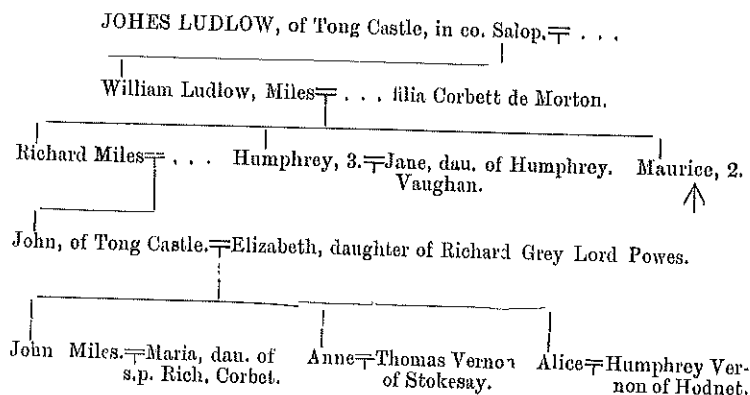 JOHES LUDLOW, of Tong Castle, in co. Salop. = . . .
William Ludlow, Miles = . . . filia Corbett de Morton.
Richard Miles = . . . Humphrey, 3. = Jane, dau. of Humphrey. Maurice, 2.
Vaughan.
John, of Tong Castle. = Elizabeth, daughter of Richard Grey Lord Powes.
John Miles. = Maria, dau. of Anne = Thomas Vernon Alice = Humphrey Ver-
s.p. Rich. Corbet. of Stokesay. non of Hodnet.